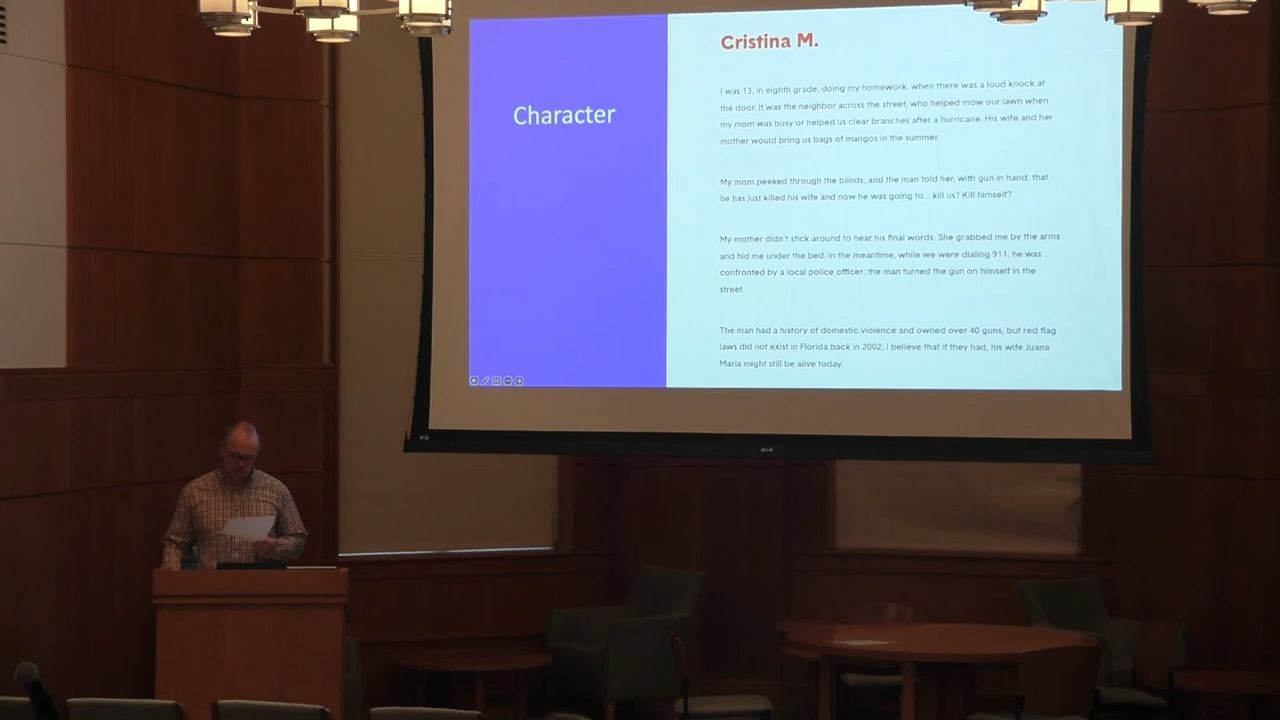 Character
Cristina M.
I was 13, in eighth grade, doing my homework, when there was a loud knock at
the door. It was the neighbor across the street, who helped mow our lawn when
my mom was busy or helped us clear branches after a hurricane. His wife and her
mother would bring us bags of mangos in the summer.
My mom peeked through the blinds, and the man told her, with gun in hand, that
he has just killed his wife and now he was going to... kill us? Kill himself?
My mother didn't stick around to hear his final words. She grabbed me by the arms
and hid me under the bed. In the meantime, while we were dialing 911, he was
confronted by a local police officer; the man turned the gun on himself in the
street.
The man had a history of domestic violence and owned over 40 guns, but red flag
laws did not exist in Florida back in 2002. I believe that if they had, his wife Juana
Maria might still be alive today.